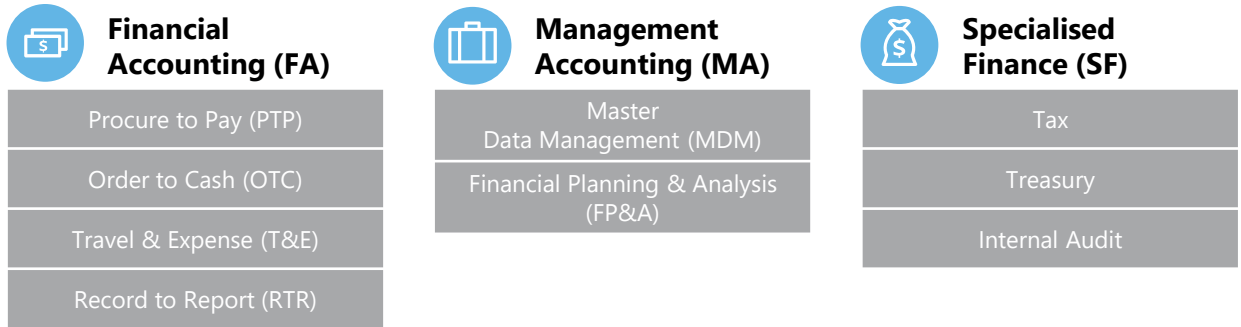 Financial
Accounting (FA)
Procure to Pay (PTP)
Order to Cash (OTC)
Travel & Expense (T&E)
Record to Report (RTR)
Management
Accounting (MA)
Master
Data Management (MDM)
Financial Planning & Analysis
(FP&A)
Specialised
Finance (SF)
Tax
Treasury
Internal Audit